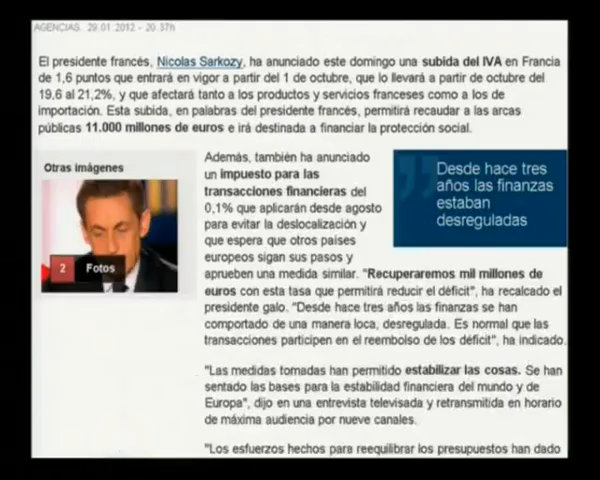 AGENCIAS. 29.01.2012 - 20.37h
El presidente francés, Nicolas Sarkozy, ha anunciado este domingo una subida del IVA en Francia
de 1,6 puntos que entrará en vigor a partir del 1 de octubre, que lo llevará a partir de octubre del
19,6 al 21,2%, y que afectará tanto a los productos y servicios franceses como a los de
importación. Esta subida, en palabras del presidente francés, permitirá recaudar a las arcas
públicas 11.000 millones de euros e irá destinada a financiar la protección social.
Otras imágenes
2 Fotos
Además, también ha anunciado
un impuesto para las
transacciones financieras del
0,1% que aplicarán desde agosto
para evitar la deslocalización y
que espera que otros países
europeos sigan sus pasos y
aprueben una medida similar. "Recuperaremos mil millones de
euros con esta tasa que permitirá reducir el déficit", ha recalcado el
presidente galo. "Desde hace tres años las finanzas se han
comportado de una manera loca, desregulada. Es normal que las
transacciones participen en el reembolso de los déficit", ha indicado.
Desde hace tres
años las finanzas
estaban
desreguladas
"Las medidas tomadas han permitido estabilizar las cosas. Se han
sentado las bases para la estabilidad financiera del mundo y de
Europa", dijo en una entrevista televisada y retransmitida en horario
de máxima audiencia por nueve canales.
"Los esfuerzos hechos para reequilibrar los presupuestos han dado